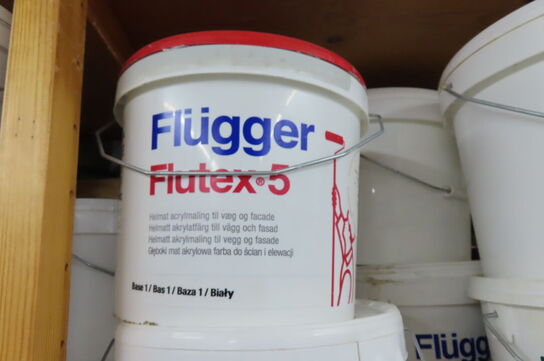 Flügger
Flutex® 5
Helmat acrylmaling til væg og facade
Helmatt akrylatfärg till vägg och fasad
Helmatt akrylmaling til vegg og fasade
Głęboki mat akrylowa farba do ścian i elewacji
Base 1 / Bas 1 / Baza 1 / Biały
Flügg